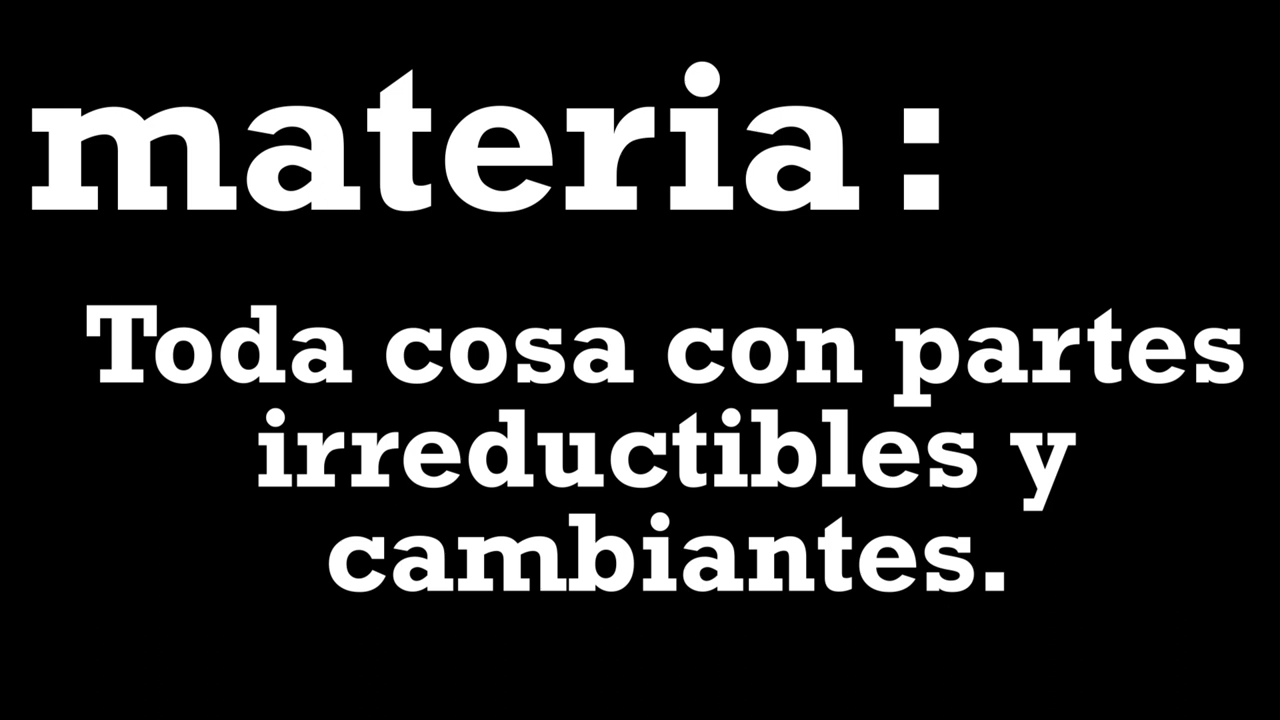 materia:
Toda cosa con partes
irreductibles y
cambiantes.